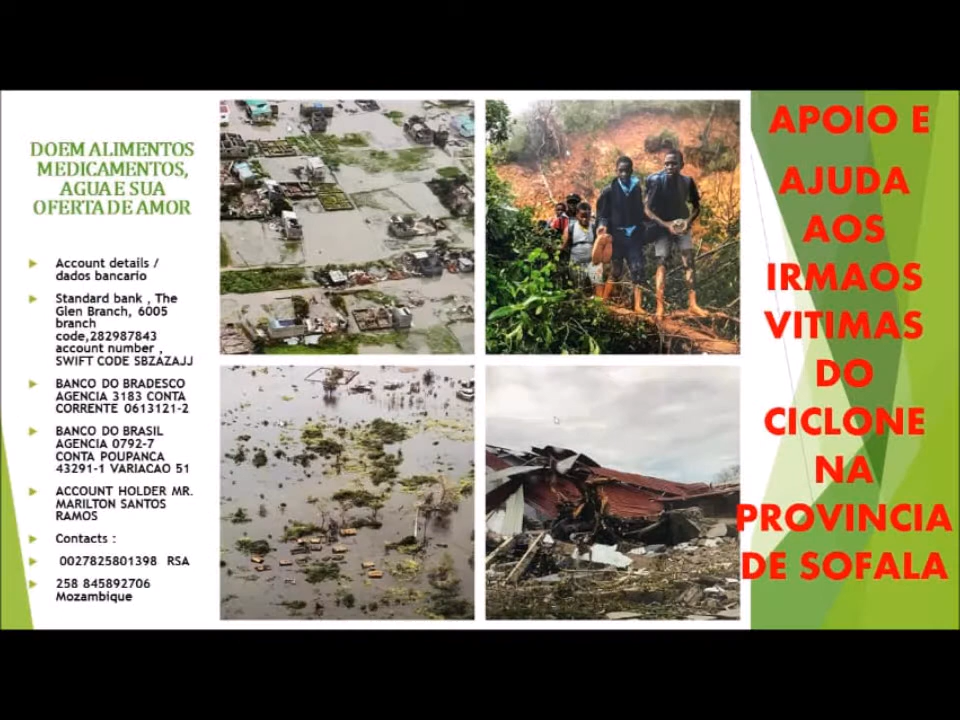 DOEM ALIMENTOS
MEDICAMENTOS,
AGUA E SUA
OFERTA DE AMOR
Account details /
dados bancario
Standard bank , The
Glen Branch, 6005
branch
code,282987843
account number ,
SWIFT CODE SBZAZAJJ
BANCO DO BRADESCO
AGENCIA 3183 CONTA
CORRENTE 0613121-2
BANCO DO BRASIL
AGENCIA 0792-7
CONTA POUPANCA
43291-1 VARIACAO 51
ACCOUNT HOLDER MR.
MARILTON SANTOS
RAMOS
Contacts :
0027825801398 RSA
258 845892706
Mozambique
APOIO E
AJUDA
AOS
IRMAOS
VITIMAS
DO
CICLONE
NA
PROVINCIA
DE SOFALA